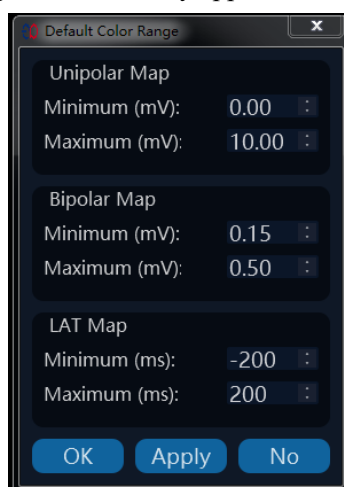 Default Color Range
x
Unipolar Map
Minimum (mV): 0.00
Maximum (mV): 10.00
Bipolar Map
Minimum (mV): 0.15
Maximum (mV): 0.50
LAT Map
Minimum (ms): -200
Maximum (ms): 200
OK Apply No